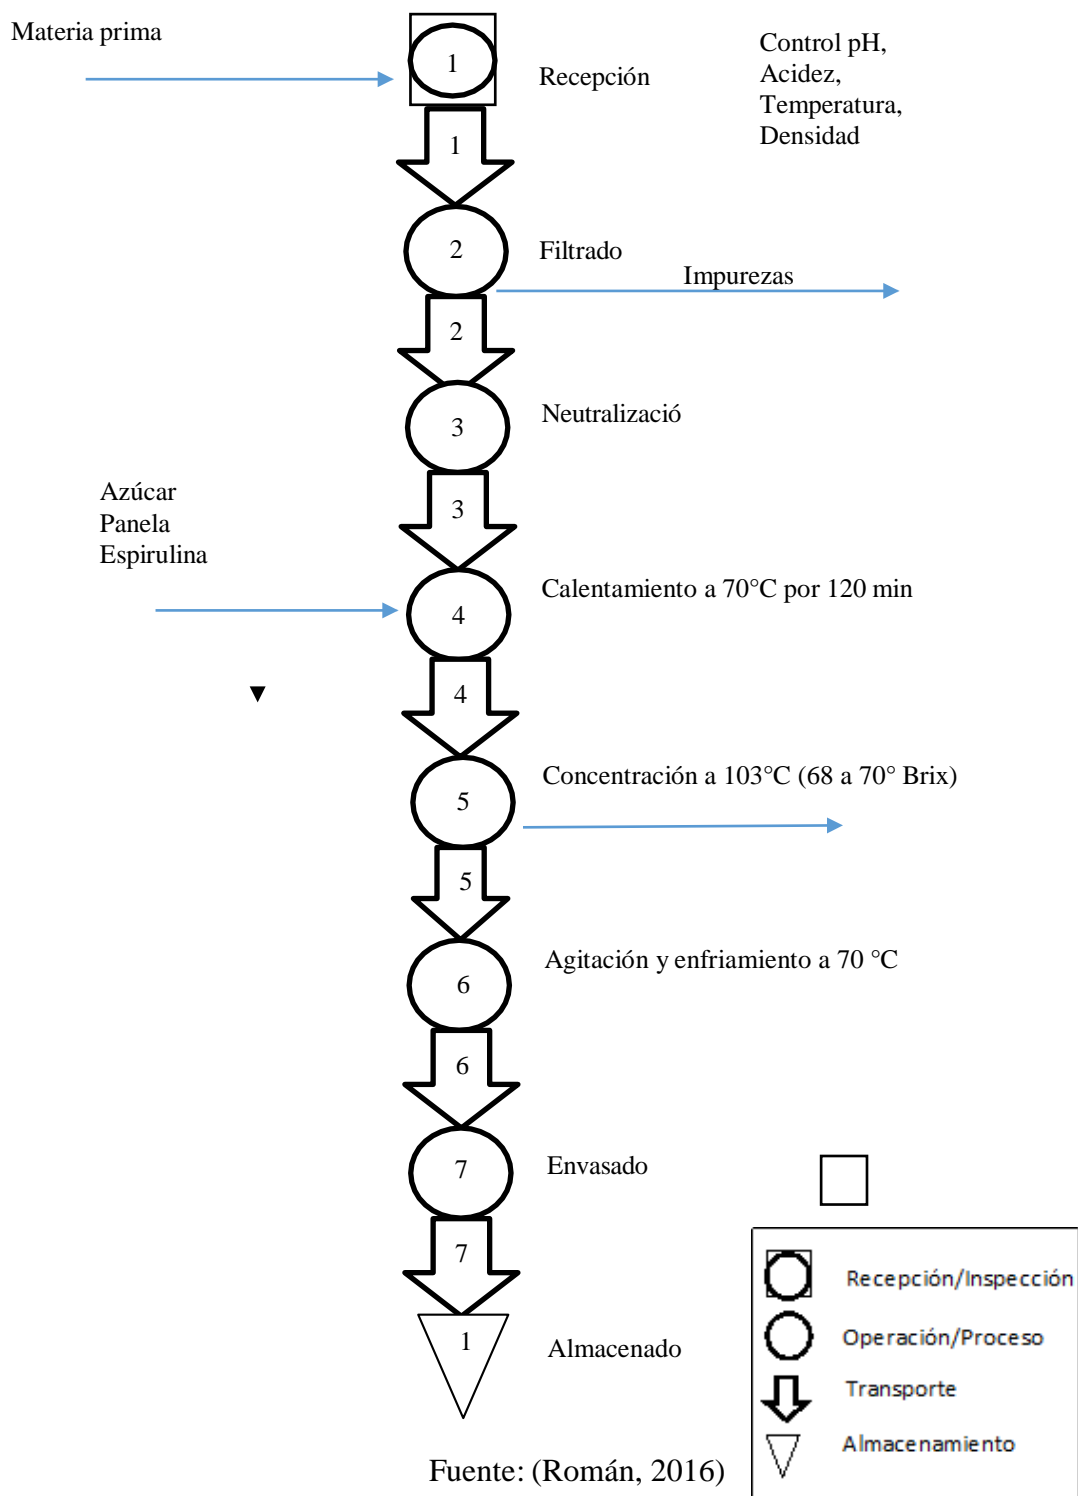 Materia prima
1
Recepción
Control pH,
Acidez,
Temperatura,
Densidad
1
2
Filtrado
Impurezas
2
3
Neutralizació
3
Azúcar
Panela
Espirulina
4
Calentamiento a 70°C por 120 min
4
5
Concentración a 103°C (68 a 70° Brix)
5
6
Agitación y enfriamiento a 70 °C
6
7
Envasado
7
1
Almacenado
Recepción/Inspección
Operación/Proceso
Transporte
Almacenamiento
Fuente: (Román, 2016)